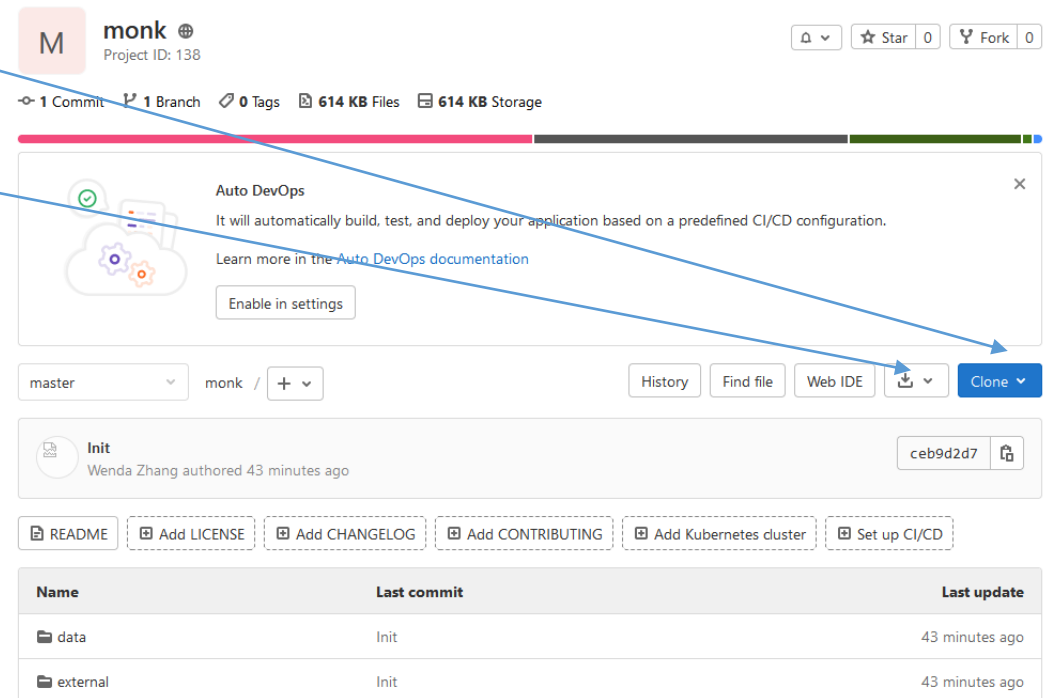 M
monk
Project ID: 138
Star 0
Fork 0
1 Commit 1 Branch 0 Tags 614 KB Files 614 KB Storage
Auto DevOps
It will automatically build, test, and deploy your application based on a predefined CI/CD configuration.
Learn more in the Auto DevOps documentation
Enable in settings
master monk / + History Find file Web IDE Clone
Init
Wenda Zhang authored 43 minutes ago
ceb9d2d7
README Add LICENSE Add CHANGELOG Add CONTRIBUTING Add Kubernetes cluster Set up CI/CD
Name Last commit Last update
data Init 43 minutes ago
external Init 43 minutes ago